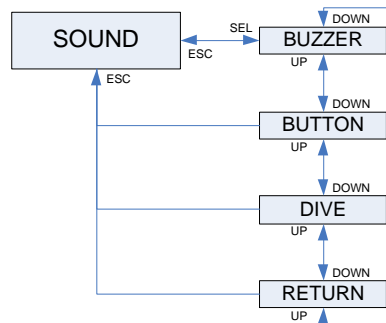 DOWN
SOUND
SEL
BUZZER
ESC
UP
ESC
DOWN
BUTTON
UP
DOWN
DIVE
UP
DOWN
RETURN
UP